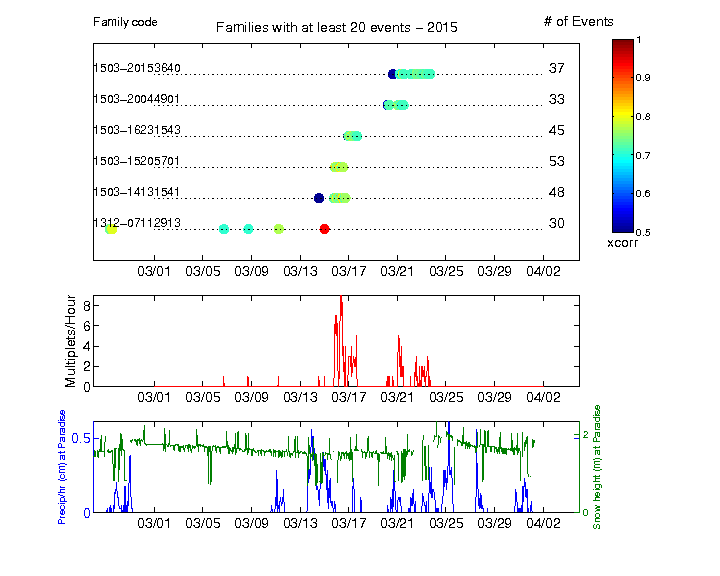 Family code
Families with at least 20 events − 2015
# of Events
1503−20153640
37
1503−20044901
33
1503−16231543
45
1503−15205701
53
1503−14131541
48
1312−07112913
30
03/01 03/05 03/09 03/13 03/17 03/21 03/25 03/29 04/02
1
0.9
0.8
0.7
0.6
0.5
xcorr
Multiplets/Hour
8
6
4
2
0
03/01 03/05 03/09 03/13 03/17 03/21 03/25 03/29 04/02
Precip/hr (cm) at Paradise
0.5
0
2
0
Snow height (m) at Paradise
03/01 03/05 03/09 03/13 03/17 03/21 03/25 03/29 04/02